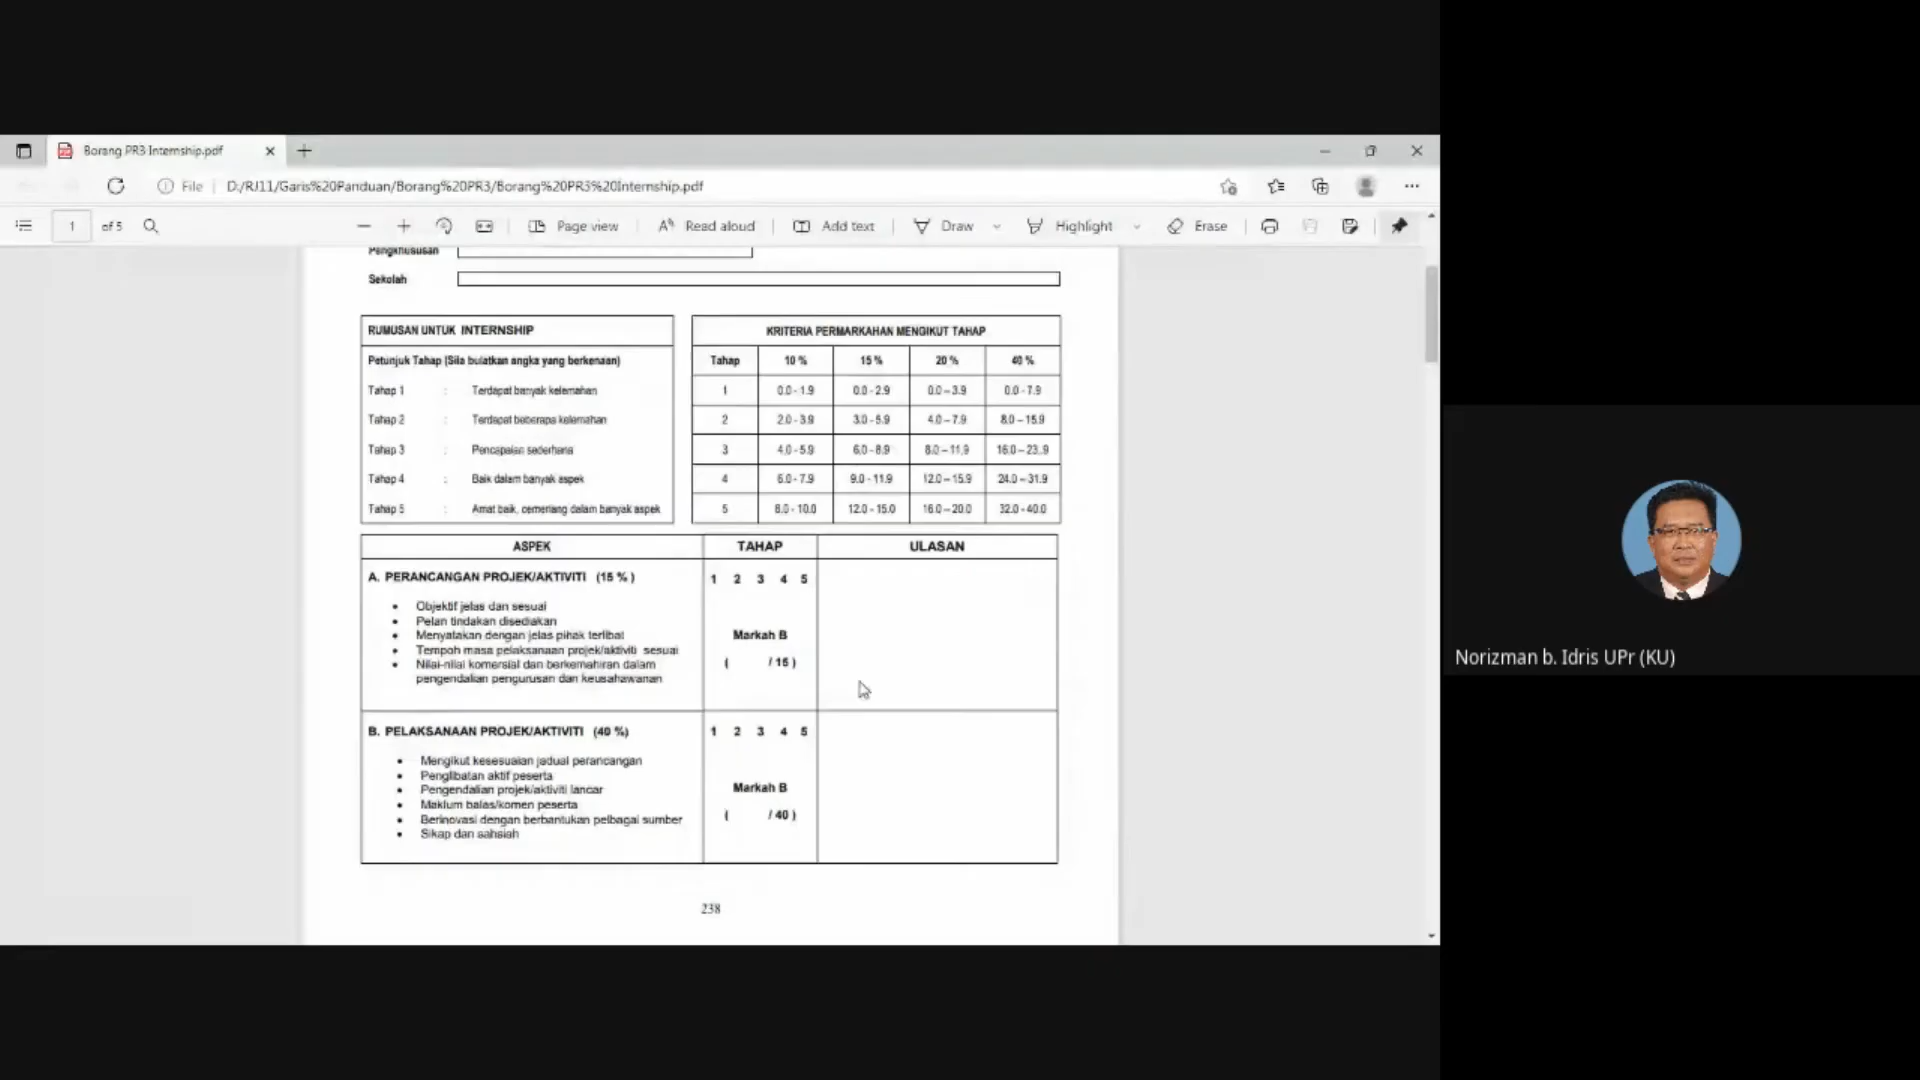 Borang PR3 Internship.pdf
File D:/RJ11/Garis%20Panduan/Borang%20PR3/Borang%20PR3%20Internship.pdf
1 of 5 Page view Read aloud Add text Draw Highlight Erase
Pengkhususan
Sekolah
RUMUSAN UNTUK INTERNSHIP
Petunjuk Tahap (Sila bulatkan angka yang berkenaan)
Tahap 1 : Terdapat banyak kelemahan
Tahap 2 : Terdapat beberapa kelemahan
Tahap 3 : Pencapaian sederhana
Tahap 4 : Baik dalam banyak aspek
Tahap 5 : Amat baik, cemerlang dalam banyak aspek
KRITERIA PERMARKAHAN MENGIKUT TAHAP
Tahap 10 % 15 % 20 % 40 %
1 0.0 - 1.9 0.0 - 2.9 0.0 – 3.9 0.0 - 7.9
2 2.0 - 3.9 3.0 - 5.9 4.0 – 7.9 8.0 – 15.9
3 4.0 - 5.9 6.0 - 8.9 8.0 – 11.9 16.0 – 23..9
4 6.0 - 7.9 9.0 - 11.9 12.0 – 15.9 24.0 – 31.9
5 8.0 - 10.0 12.0 - 15.0 16.0 – 20.0 32.0 - 40.0
ASPEK TAHAP ULASAN
A. PERANCANGAN PROJEK/AKTIVITI (15 % ) 1 2 3 4 5
• Objektif jelas dan sesuai
• Pelan tindakan disediakan
• Menyatakan dengan jelas pihak terlibat
• Tempoh masa pelaksanaan projek/aktiviti sesuai
• Nilai-nilai komersial dan berkemahiran dalam
pengendalian pengurusan dan keusahawanan
Markah B
( / 15 )
B. PELAKSANAAN PROJEK/AKTIVITI (40 %) 1 2 3 4 5
• Mengikut kesesuaian jadual perancangan
• Penglibatan aktif peserta
• Pengendalian projek/aktiviti lancar
• Maklum balas/komen peserta
• Berinovasi dengan berbantukan pelbagai sumber
• Sikap dan sahsiah
Markah B
( / 40 )
238
Norizman b. Idris UPr (KU)